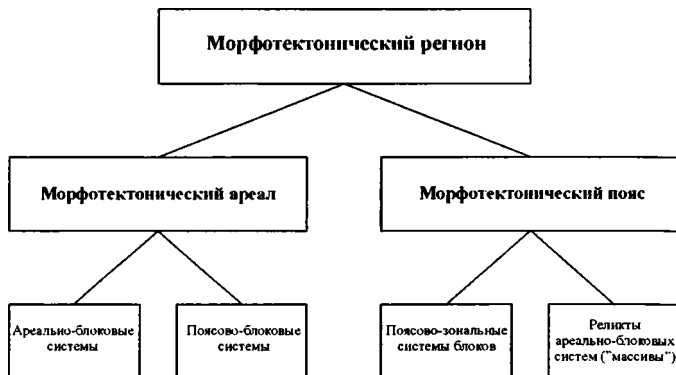 Морфотектонический регион
Морфотектонический ареал
Морфотектонический пояс
Ареально-блоковые
системы
Поясово-блоковые
системы
Поясово-зональные
системы блоков
Реликты
ареально-блоковых
систем ("массивы")